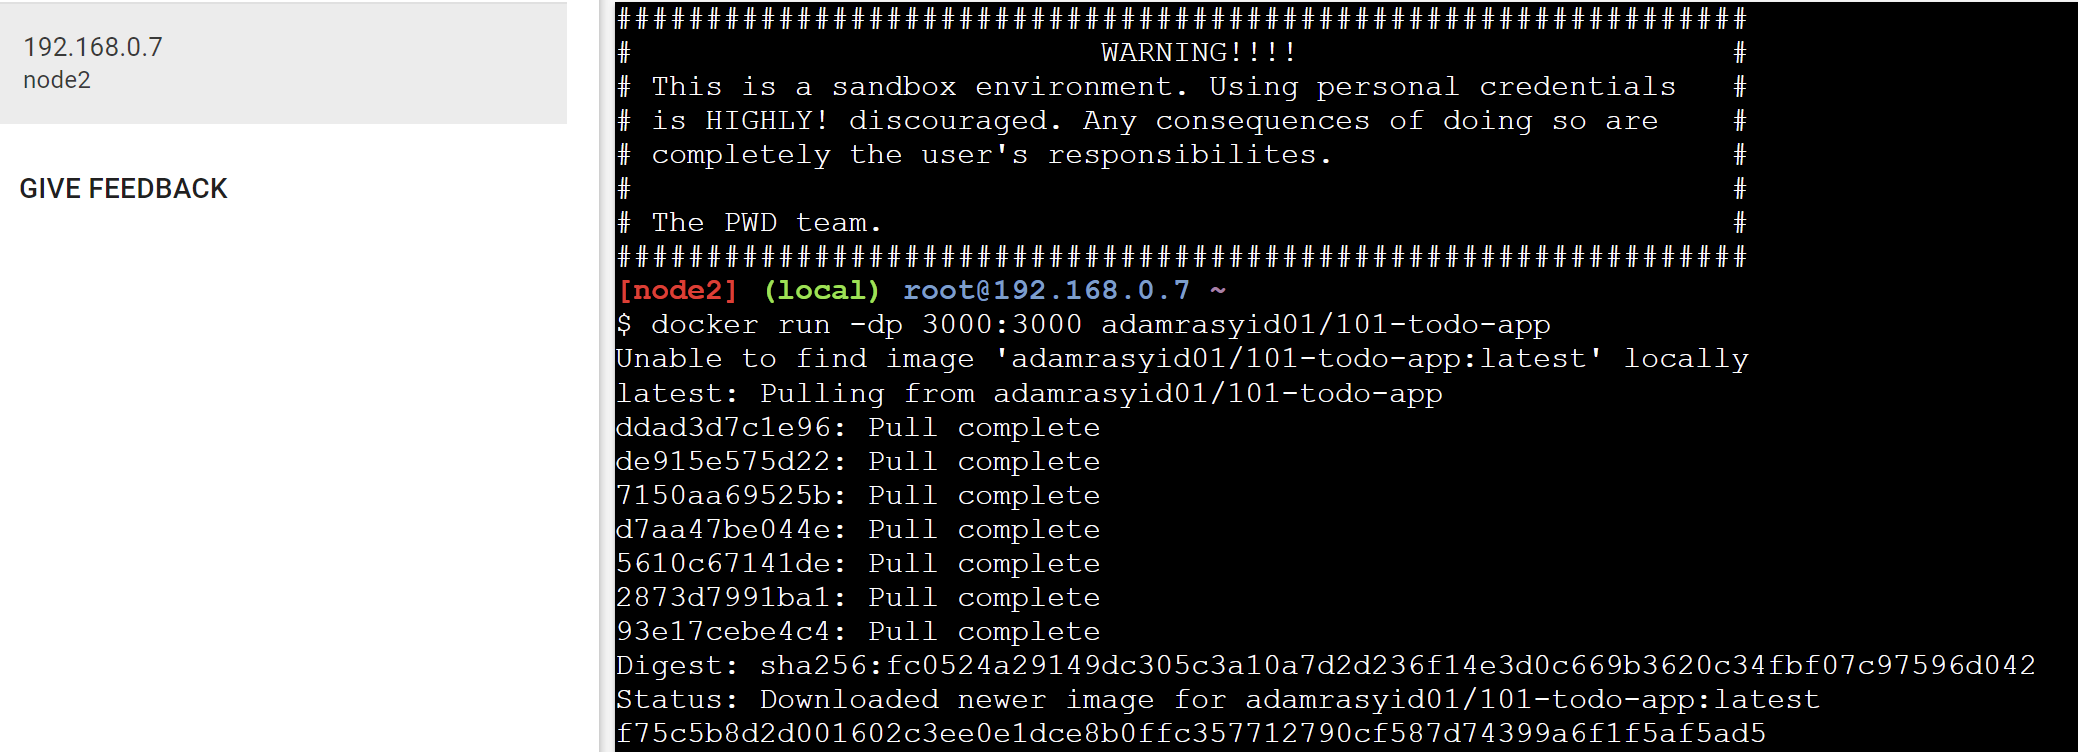 192.168.0.7
node2
GIVE FEEDBACK
###############################################################
#                          WARNING!!!!                        #
# This is a sandbox environment. Using personal credentials   #
# is HIGHLY! discouraged. Any consequences of doing so are    #
# completely the user's responsibilites.                      #
#                                                             #
# The PWD team.                                               #
###############################################################
[node2] (local) root@192.168.0.7 ~
$ docker run -dp 3000:3000 adamrasyid01/101-todo-app
Unable to find image 'adamrasyid01/101-todo-app:latest' locally
latest: Pulling from adamrasyid01/101-todo-app
ddad3d7c1e96: Pull complete
de915e575d22: Pull complete
7150aa69525b: Pull complete
d7aa47be044e: Pull complete
5610c67141de: Pull complete
2873d7991ba1: Pull complete
93e17cebe4c4: Pull complete
Digest: sha256:fc0524a29149dc305c3a10a7d2d236f14e3d0c669b3620c34fbf07c97596d042
Status: Downloaded newer image for adamrasyid01/101-todo-app:latest
f75c5b8d2d001602c3ee0e1dce8b0ffc357712790cf587d74399a6f1f5af5ad5